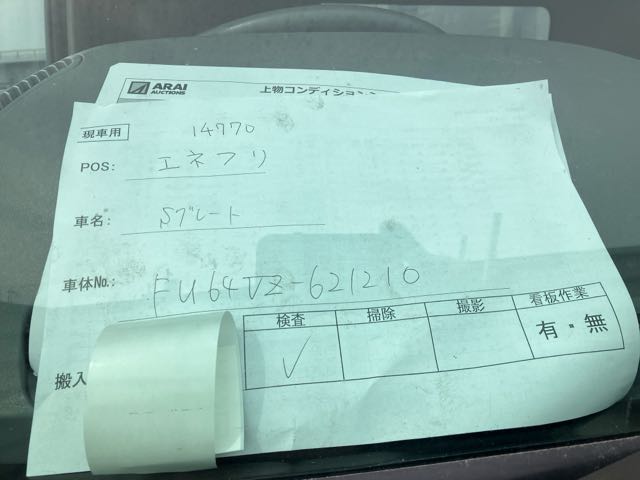 ARAI
AUCTIONS
上物コンディション
現車用
14770
POS: エネフリ
車名: Sグレート
車体No.: FU64VZ-621210
検査 掃除 撮影 看板作業
✓ 有・無
搬入